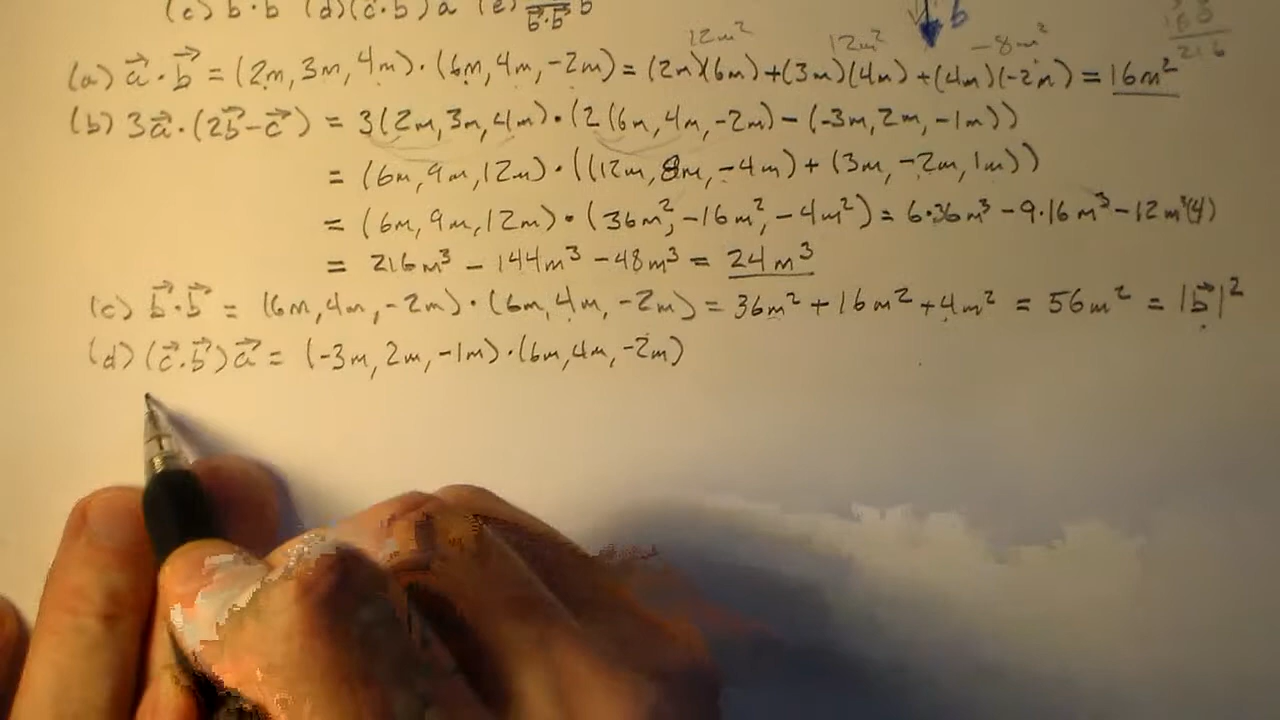 (c) b · b (d) (c · b) a (e) b · b b
b
216
12m² 12m² -8m²
(a) a⃗ · b⃗ = (2m, 3m, 4m) · (6m, 4m, -2m) = (2m)(6m) + (3m)(4m) + (4m)(-2m) = 16m²
(b) 3a⃗ · (2b⃗ - c⃗) = 3(2m, 3m, 4m) · (2(6m, 4m, -2m) - (-3m, 2m, -1m))
= (6m, 9m, 12m) · ((12m, 8m, -4m) + (3m, -2m, 1m))
= (6m, 9m, 12m) · (36m², -16m², -4m²) = 6·36m³ - 9·16m³ - 12m³(4)
= 216m³ - 144m³ - 48m³ = 24m³
(c) b⃗ · b⃗ = (6m, 4m, -2m) · (6m, 4m, -2m) = 36m² + 16m² + 4m² = 56m² = |b⃗|²
(d) (c⃗ · b⃗) a⃗ = (-3m, 2m, -1m) · (6m, 4m, -2m)